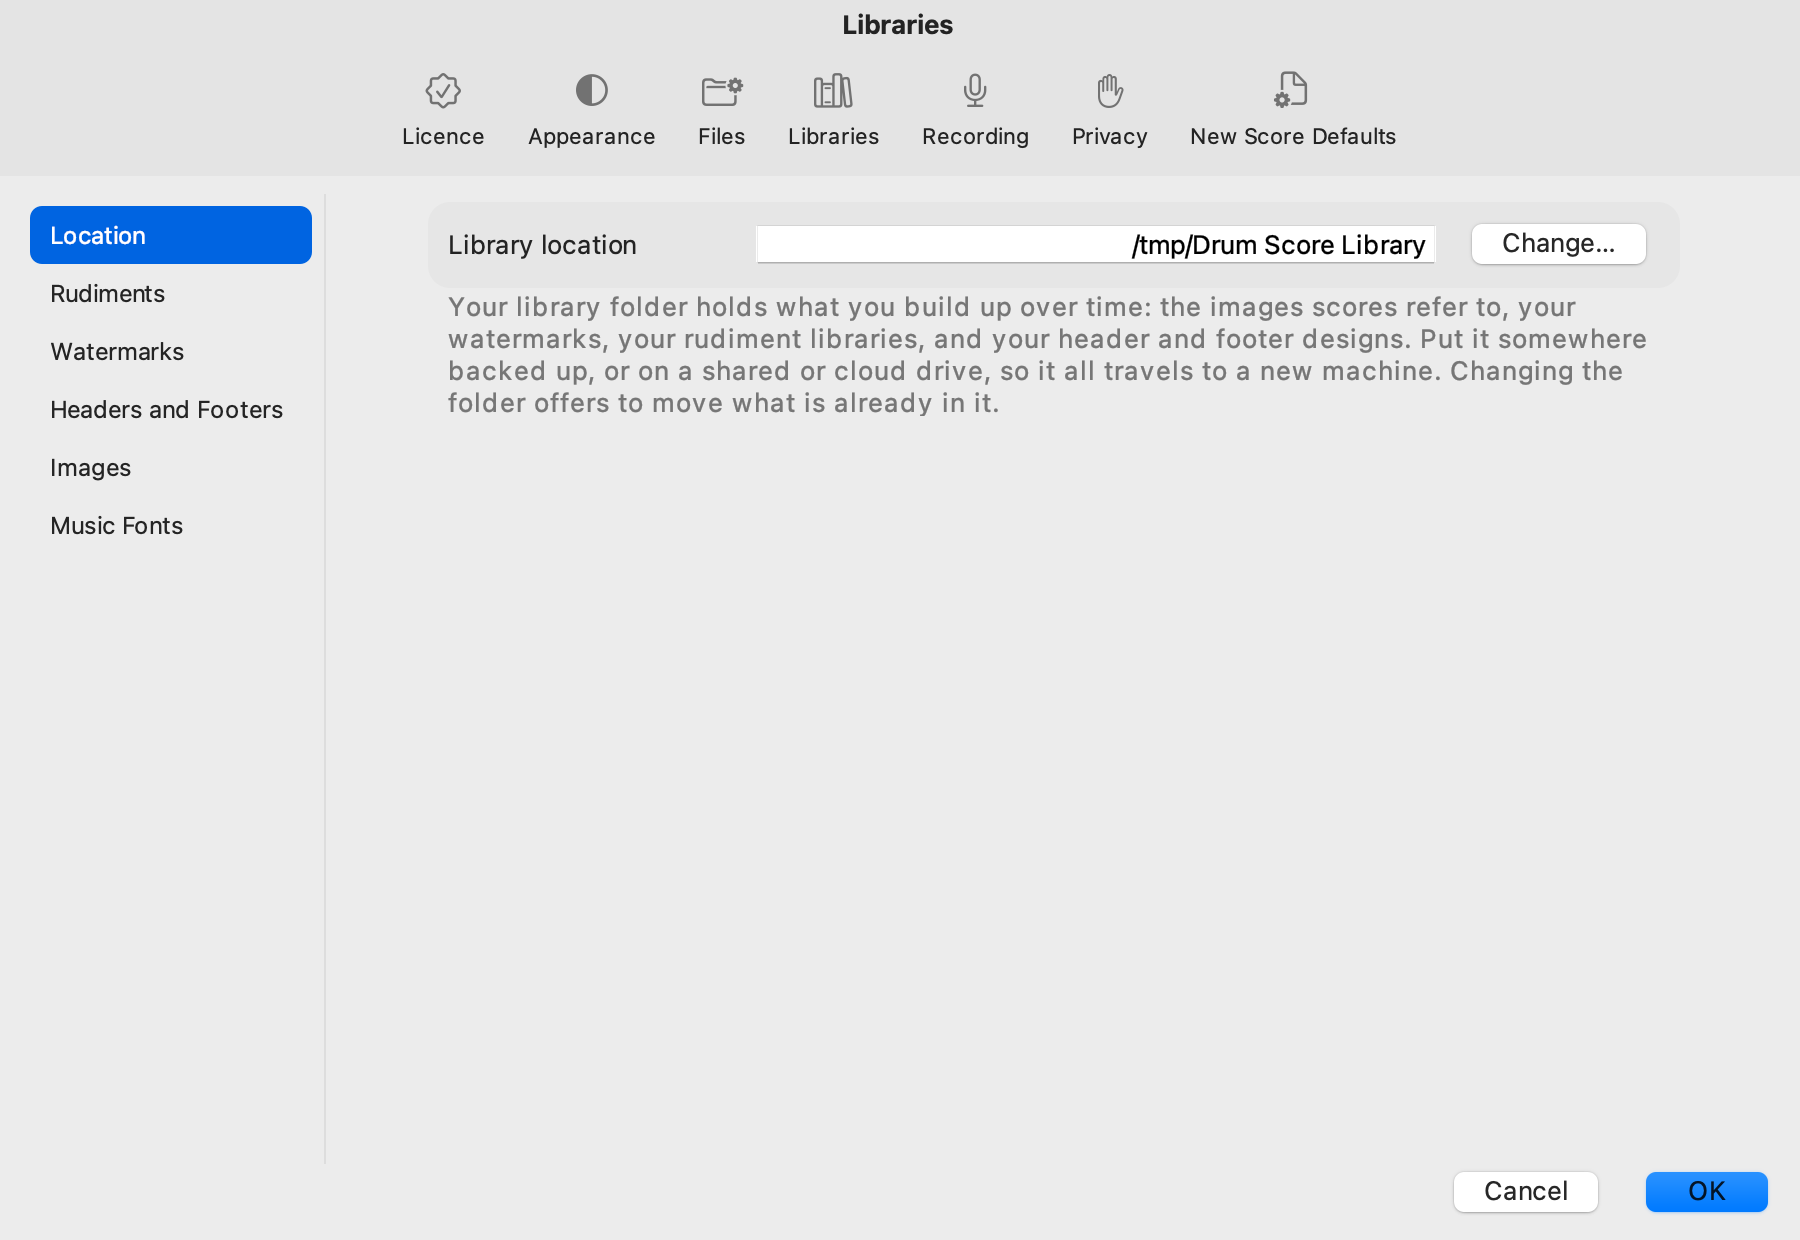 Libraries
Licence
Appearance
Files
Libraries
Recording
Privacy
New Score Defaults
Location
Rudiments
Watermarks
Headers and Footers
Images
Music Fonts
Library location
/tmp/Drum Score Library
Change...
Your library folder holds what you build up over time: the images scores refer to, your
watermarks, your rudiment libraries, and your header and footer designs. Put it somewhere
backed up, or on a shared or cloud drive, so it all travels to a new machine. Changing the
folder offers to move what is already in it.
Cancel
OK